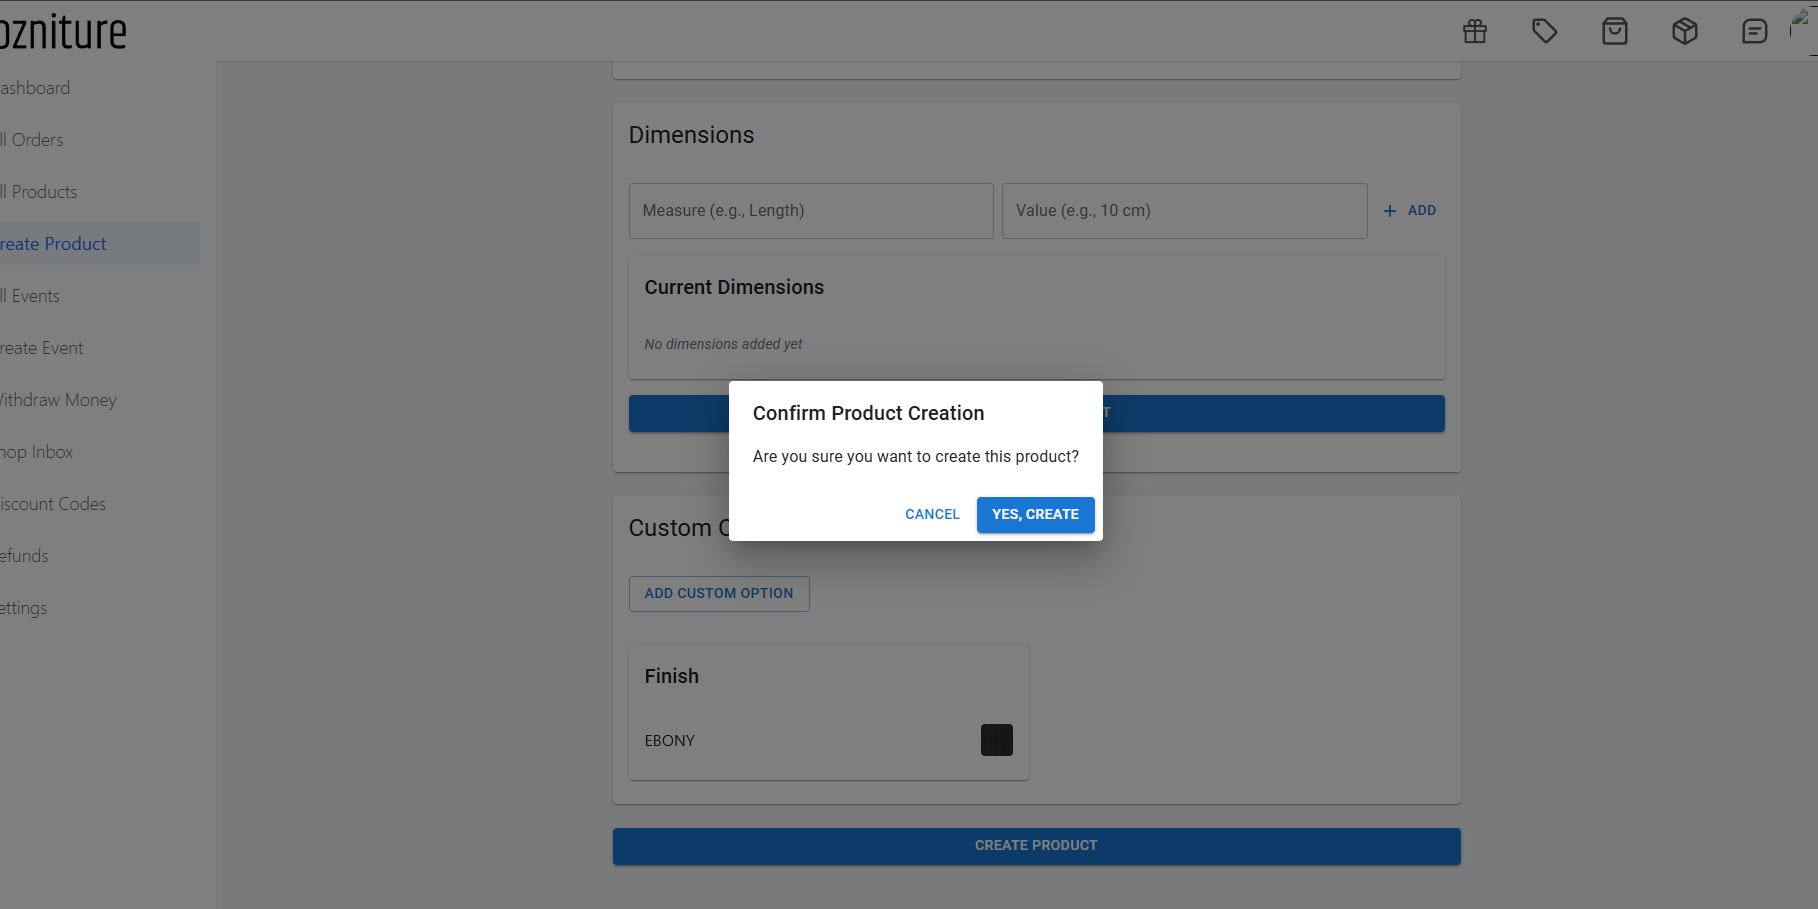 ozniture
ashboard
ll Orders
ll Products
reate Product
ll Events
reate Event
Withdraw Money
hop Inbox
iscount Codes
efunds
ettings
Dimensions
Measure (e.g., Length)
Value (e.g., 10 cm)
+ ADD
Current Dimensions
No dimensions added yet
T
Confirm Product Creation
Are you sure you want to create this product?
CANCEL
YES, CREATE
Custom
ADD CUSTOM OPTION
Finish
EBONY
CREATE PRODUCT